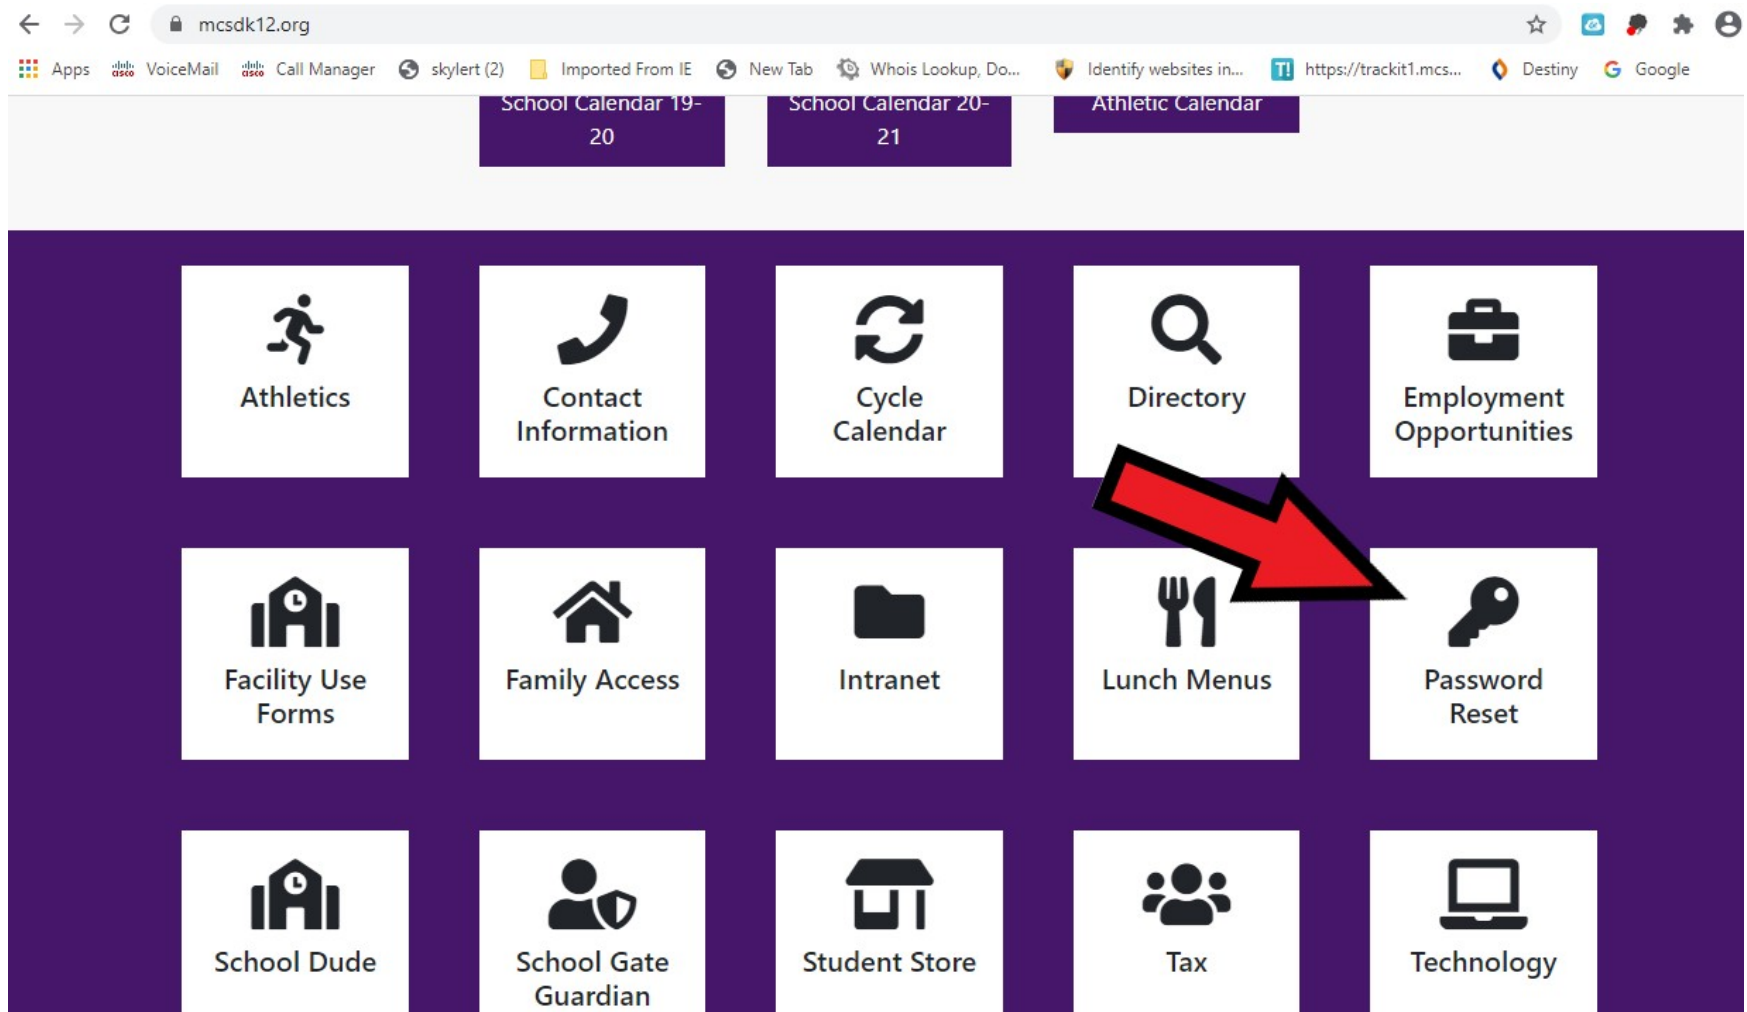 mcsdk12.org
Apps VoiceMail Call Manager skylert (2) Imported From IE New Tab Whois Lookup, Do... Identify websites in... https://trackit1.mcs... Destiny Google
School Calendar 19-
20
School Calendar 20-
21
Athletic Calendar
Athletics
Contact
Information
Cycle
Calendar
Directory
Employment
Opportunities
Facility Use
Forms
Family Access
Intranet
Lunch Menus
Password
Reset
School Dude
School Gate
Guardian
Student Store
Tax
Technology